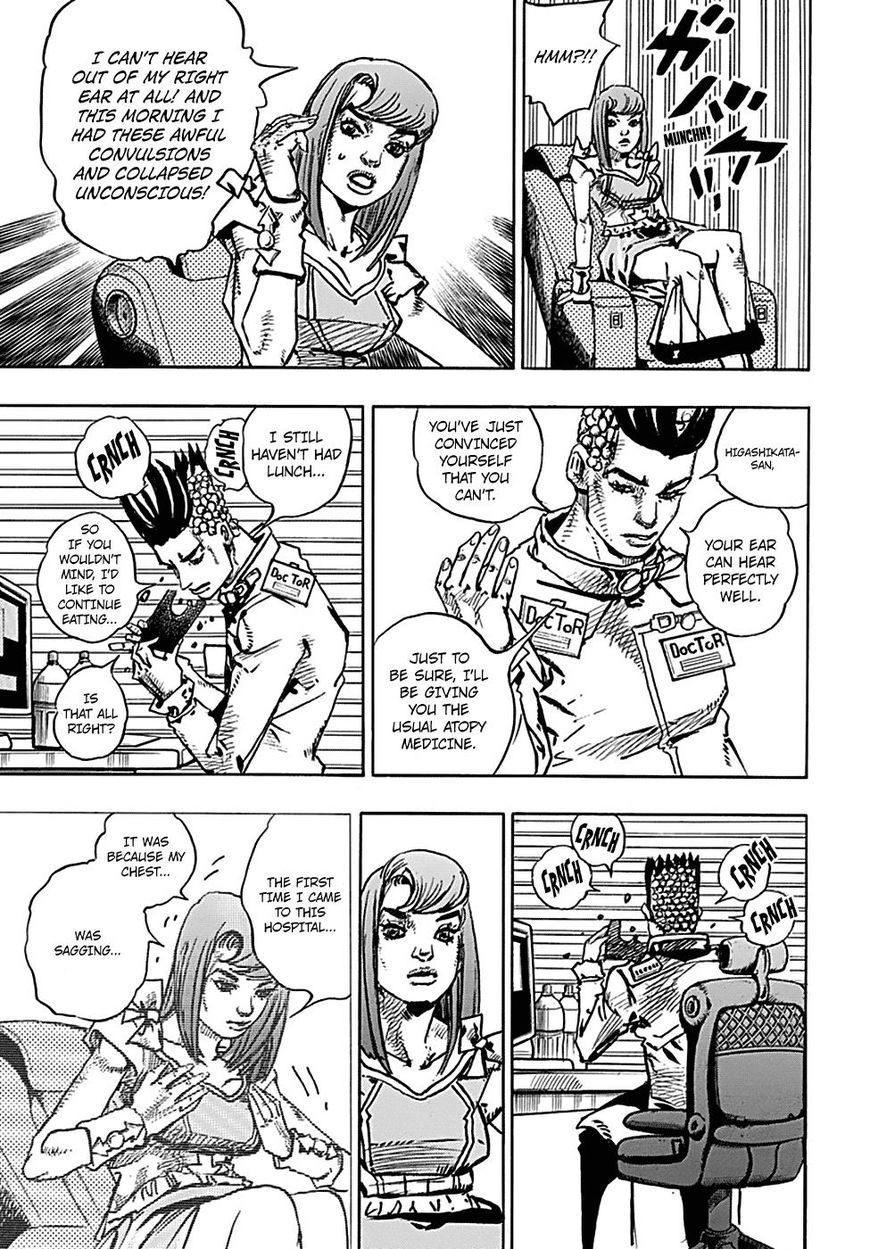 HMM?!!
ガガッ
MUNCHH!
I CAN'T HEAR
OUT OF MY RIGHT
EAR AT ALL! AND
THIS MORNING I
HAD THESE AWFUL
CONVULSIONS
AND COLLAPSED
UNCONSCIOUS!
HIGASHIKATA-
SAN,
YOUR EAR
CAN HEAR
PERFECTLY
WELL.
YOU'VE JUST
CONVINCED
YOURSELF
THAT YOU
CAN'T.
JUST TO
BE SURE, I'LL
BE GIVING
YOU THE
USUAL ATOPY
MEDICINE.
DocToR
DocToR
I STILL
HAVEN'T HAD
LUNCH...
CRNCH
CRNCH
SO
IF YOU
WOULDN'T
MIND, I'D
LIKE TO
CONTINUE
EATING...
IS
THAT ALL
RIGHT?
DocToR
CRNCH
CRNCH
CRNCH
CRNCH
THE FIRST
TIME I CAME
TO THIS
HOSPITAL...
IT WAS
BECAUSE MY
CHEST...
WAS
SAGGING...